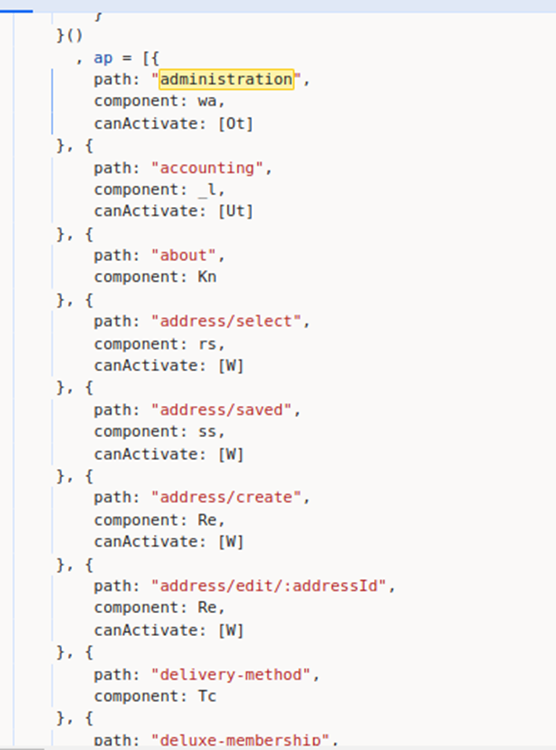 }
}()
, ap = [{
path: "administration",
component: wa,
canActivate: [Ot]
}, {
path: "accounting",
component: _l,
canActivate: [Ut]
}, {
path: "about",
component: Kn
}, {
path: "address/select",
component: rs,
canActivate: [W]
}, {
path: "address/saved",
component: ss,
canActivate: [W]
}, {
path: "address/create",
component: Re,
canActivate: [W]
}, {
path: "address/edit/:addressId",
component: Re,
canActivate: [W]
}, {
path: "delivery-method",
component: Tc
}, {
path: "deluxe-membership",